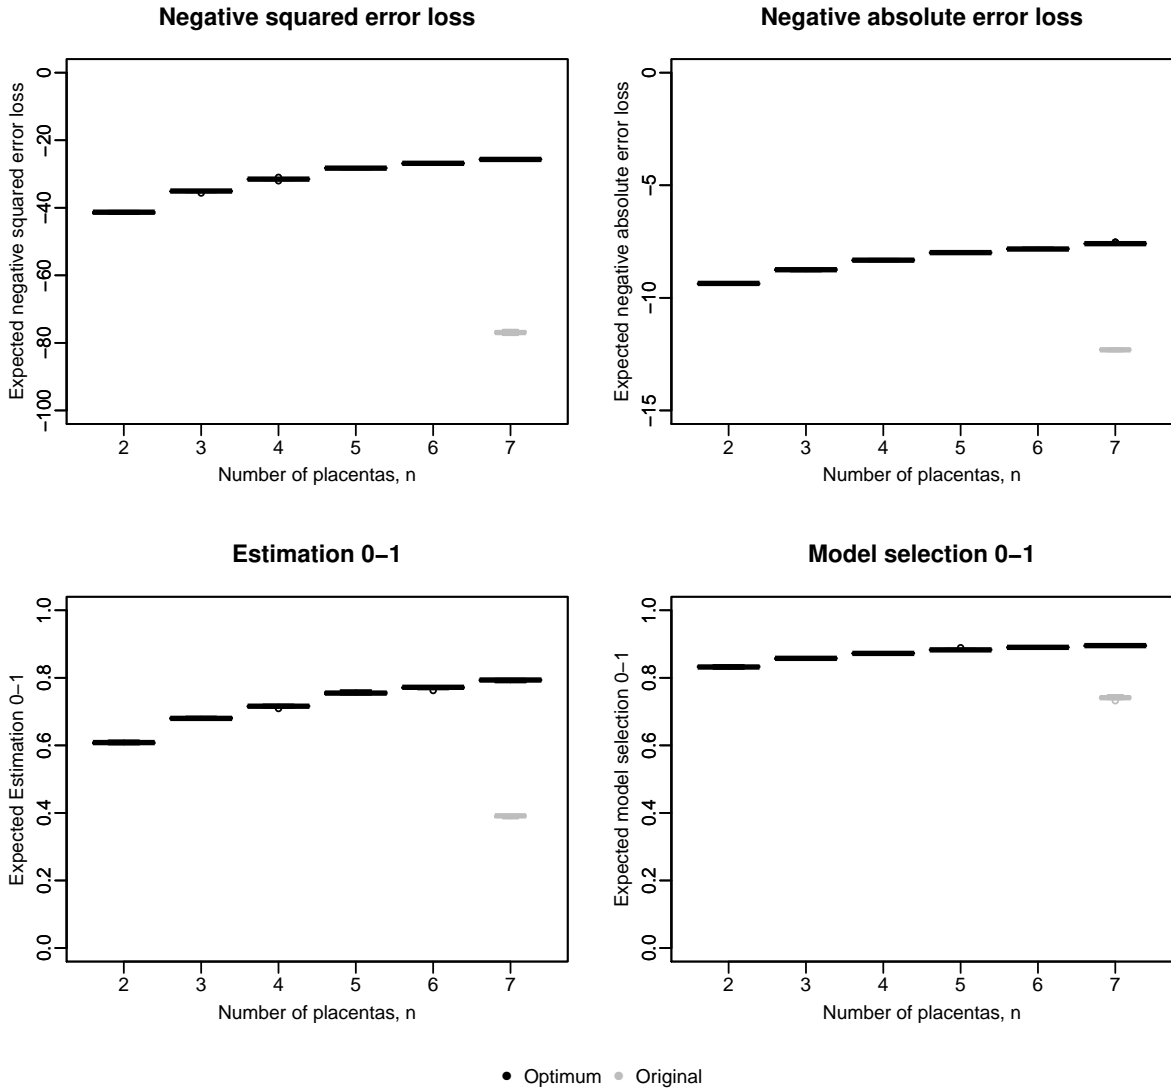 Negative squared error loss
Expected negative squared error loss
0
−20
−40
−60
−80
−100
2 3 4 5 6 7
Number of placentas, n
Negative absolute error loss
Expected negative absolute error loss
0
−5
−10
−15
2 3 4 5 6 7
Number of placentas, n
Estimation 0−1
Expected Estimation 0−1
1.0
0.8
0.6
0.4
0.2
0.0
2 3 4 5 6 7
Number of placentas, n
Model selection 0−1
Expected model selection 0−1
1.0
0.8
0.6
0.4
0.2
0.0
2 3 4 5 6 7
Number of placentas, n
Optimum Original